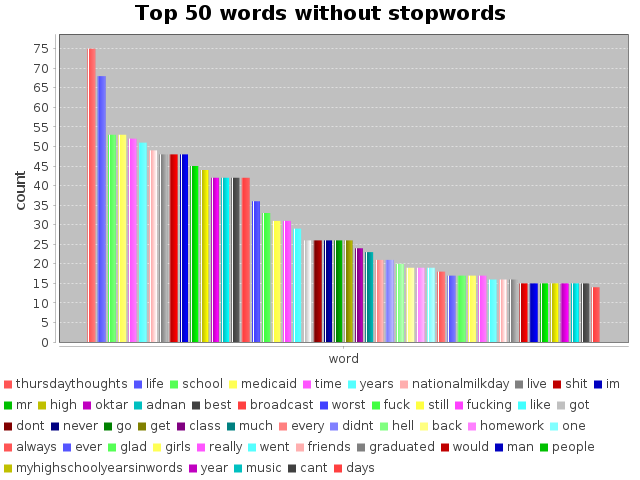 Top 50 words without stopwords
75
70
65
60
55
50
45
40
35
30
25
20
15
10
5
0
count
word
thursdaythoughts life school medicaid time years nationalmilkday live shit im
mr high oktar adnan best broadcast worst fuck still fucking like got
dont never go get class much every didnt hell back homework one
always ever glad girls really went friends graduated would man people
myhighschoolyearsinwords year music cant days